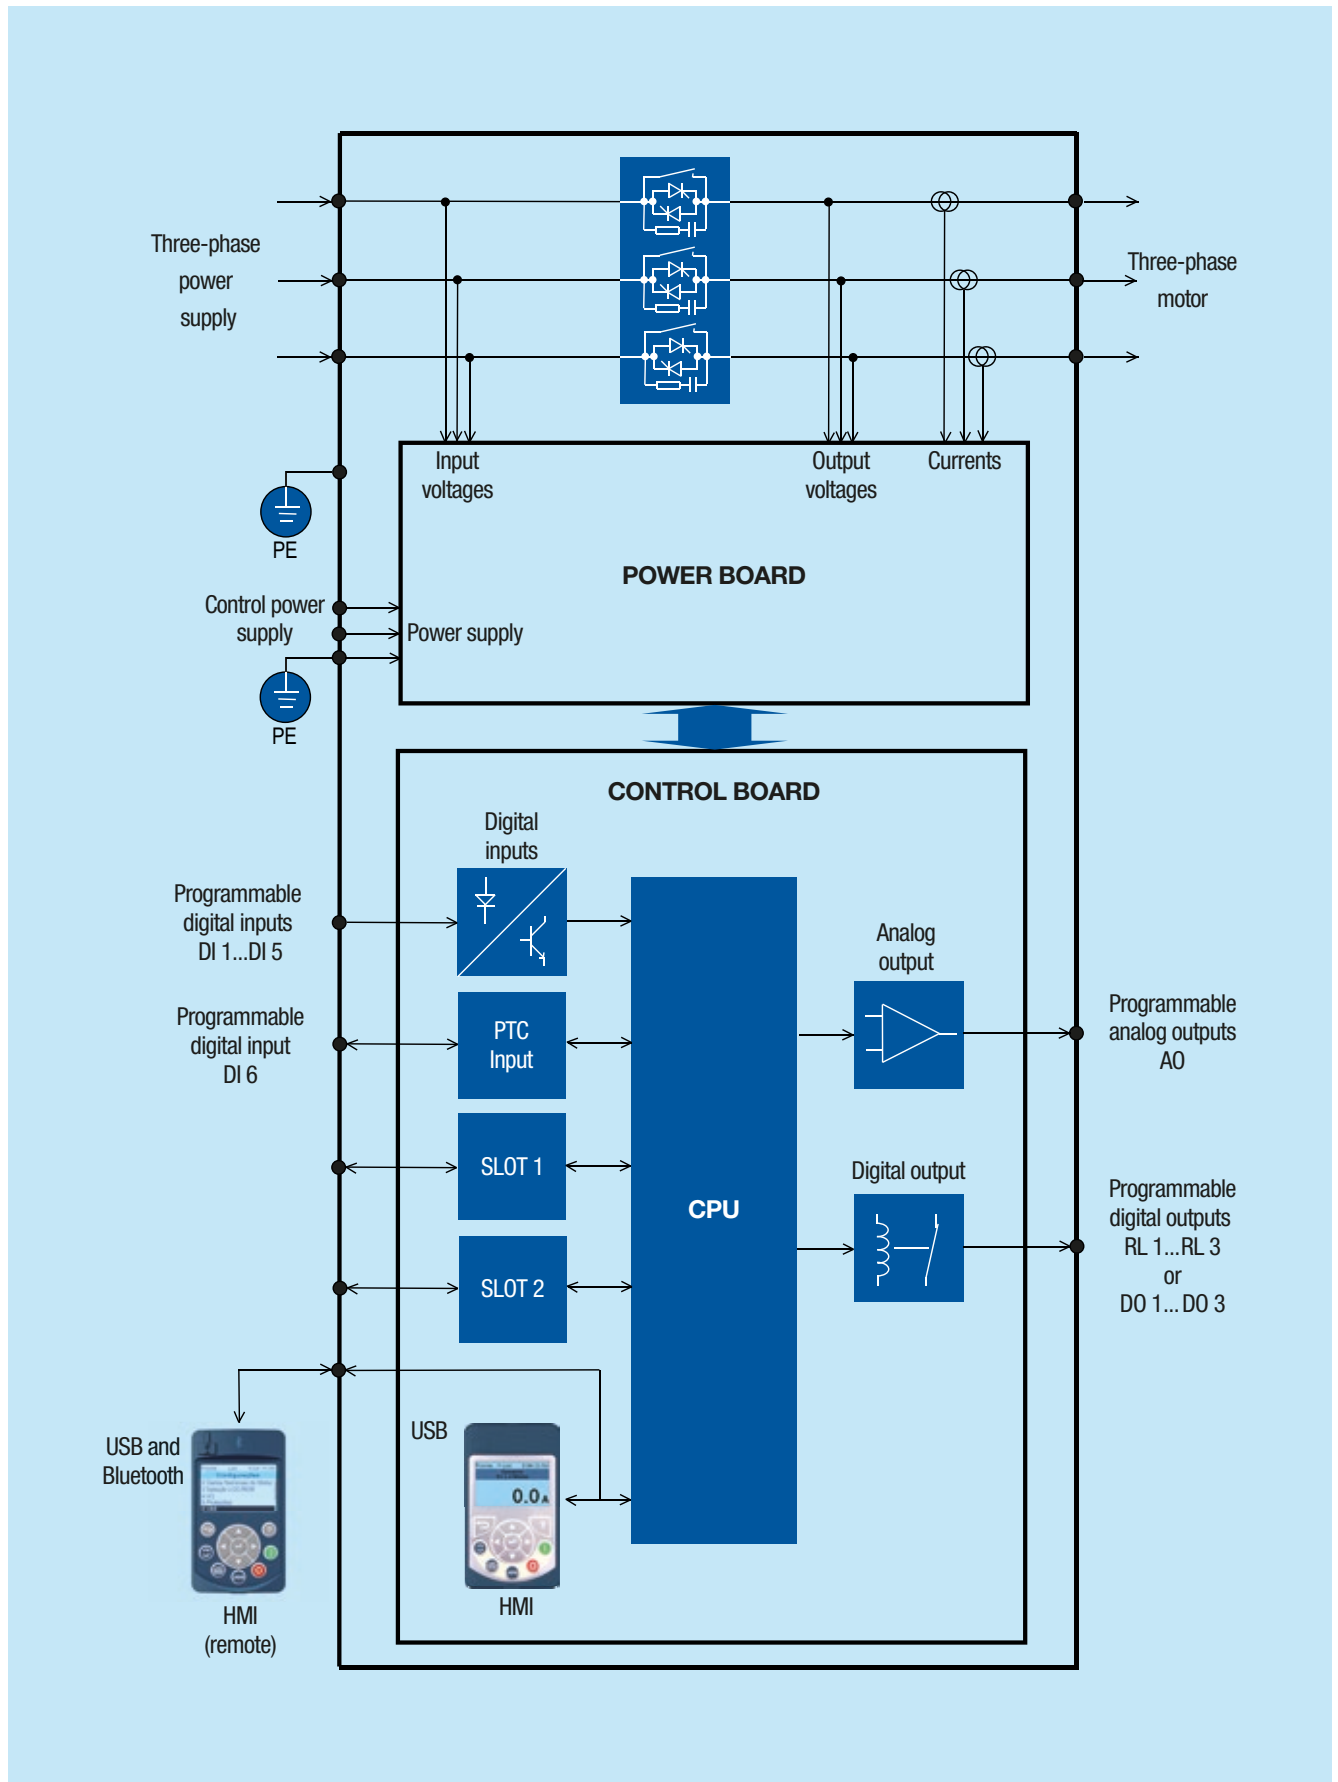 Three-phase
power
supply
Three-phase
motor
Input
voltages
Output
voltages
Currents
PE
POWER BOARD
Control power
supply
Power supply
PE
CONTROL BOARD
Digital
inputs
Programmable
digital inputs
DI 1...DI 5
Analog
output
Programmable
digital input
DI 6
PTC
Input
Programmable
analog outputs
AO
SLOT 1
CPU
Digital output
Programmable
digital outputs
RL 1...RL 3
or
DO 1... DO 3
SLOT 2
USB and
Bluetooth
USB
0.0A
HMI
HMI
(remote)